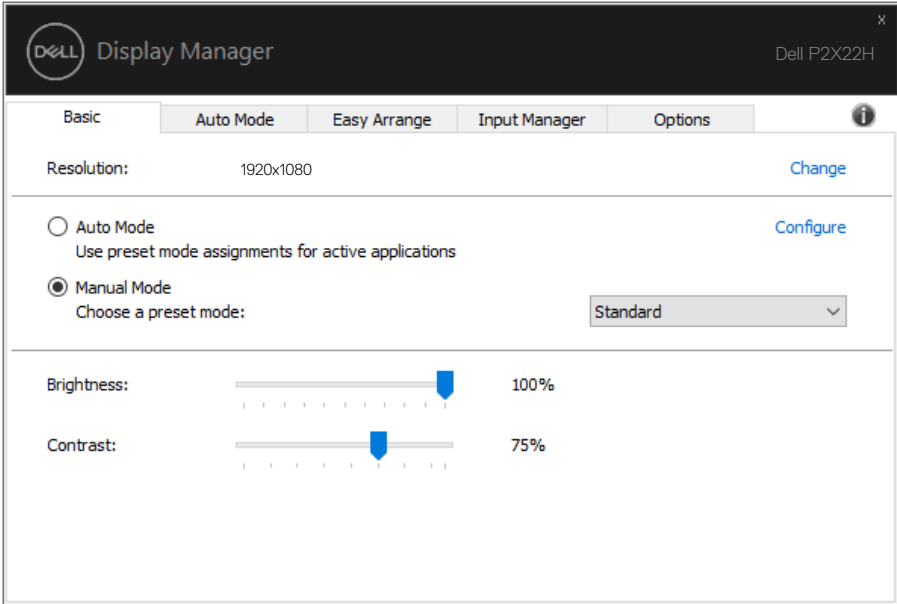 x
DELL Display Manager
Dell P2X22H
Basic Auto Mode Easy Arrange Input Manager Options i
Resolution: 1920x1080 Change
Auto Mode Configure
Use preset mode assignments for active applications
Manual Mode
Choose a preset mode: Standard
Brightness: 100%
Contrast: 75%